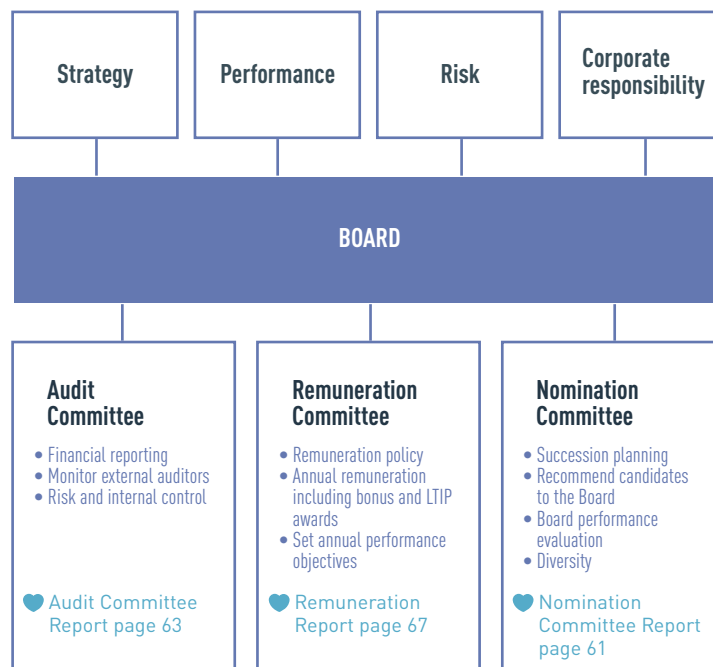 Strategy
Performance
Risk
Corporate
responsibility
BOARD
Audit
Committee
• Financial reporting
• Monitor external auditors
• Risk and internal control
Audit Committee
Report page 63
Remuneration
Committee
• Remuneration policy
• Annual remuneration
including bonus and LTIP
awards
• Set annual performance
objectives
Remuneration
Report page 67
Nomination
Committee
• Succession planning
• Recommend candidates
to the Board
• Board performance
evaluation
• Diversity
Nomination
Committee Report
page 61